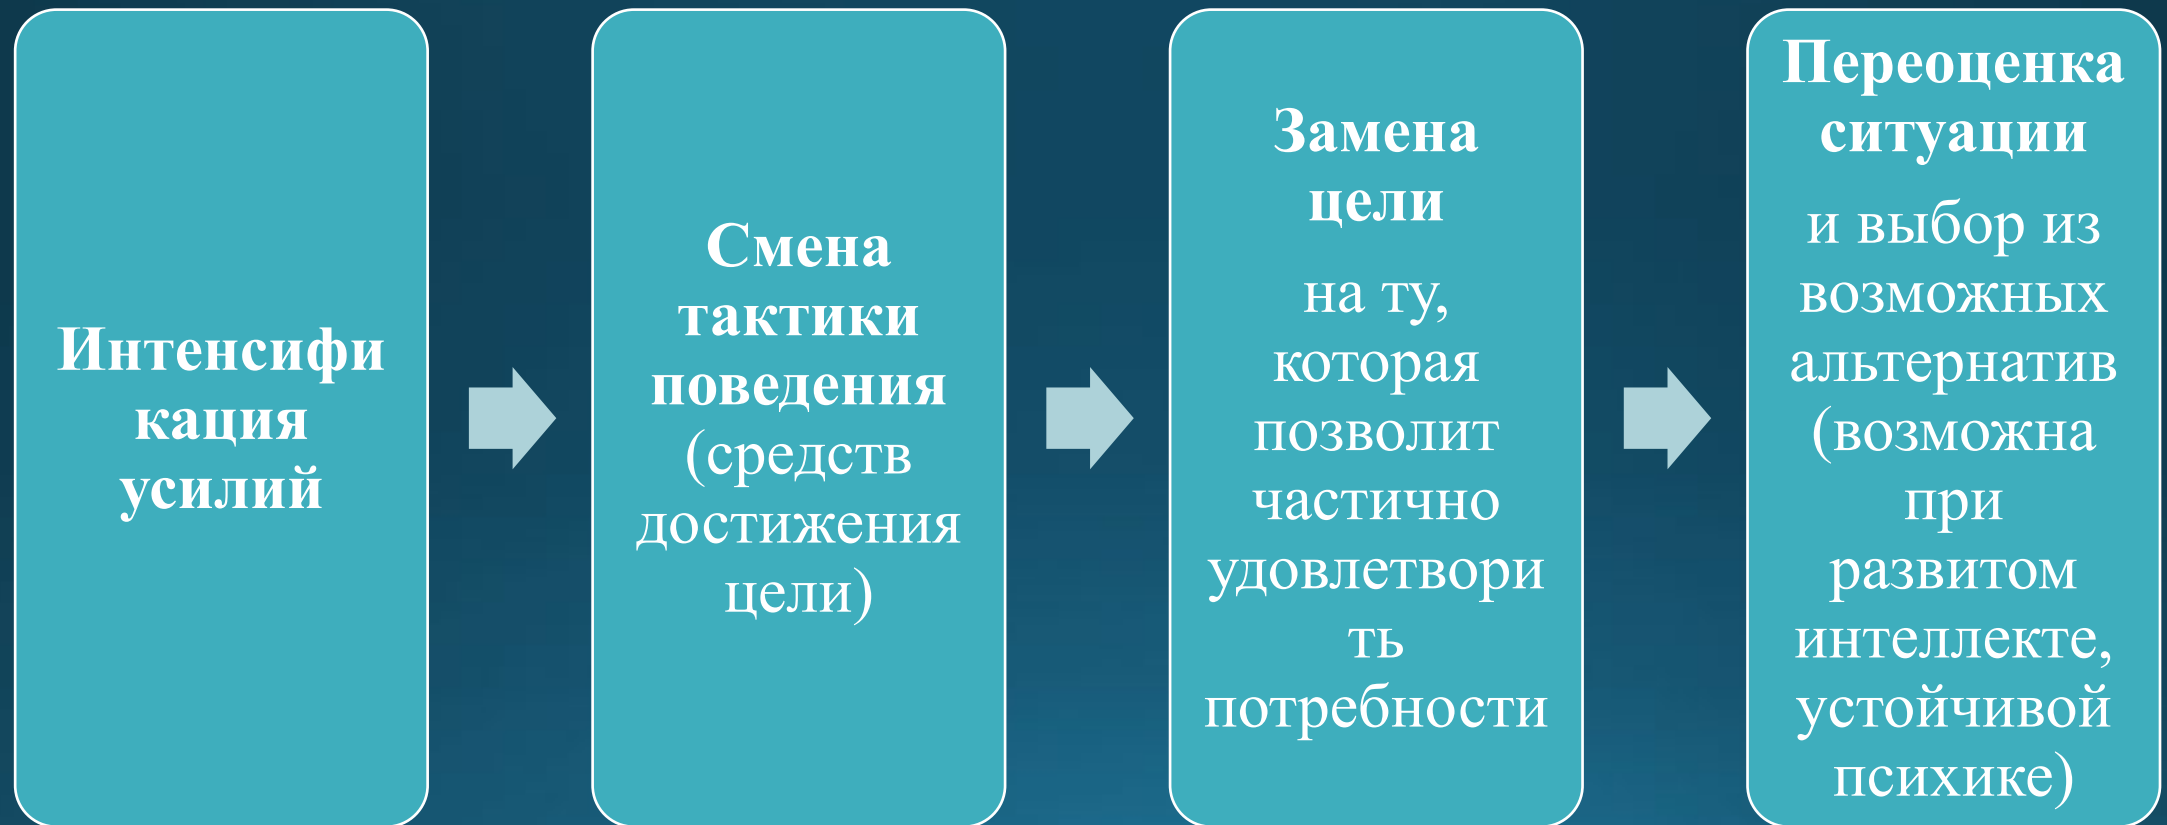 Интенсифи
кация
усилий
Смена
тактики
поведения
(средств
достижения
цели)
Замена
цели
на ту,
которая
позволит
частично
удовлетвори
ть
потребности
Переоценка
ситуации
и выбор из
возможных
альтернатив
(возможна
при
развитом
интеллекте,
устойчивой
психике)